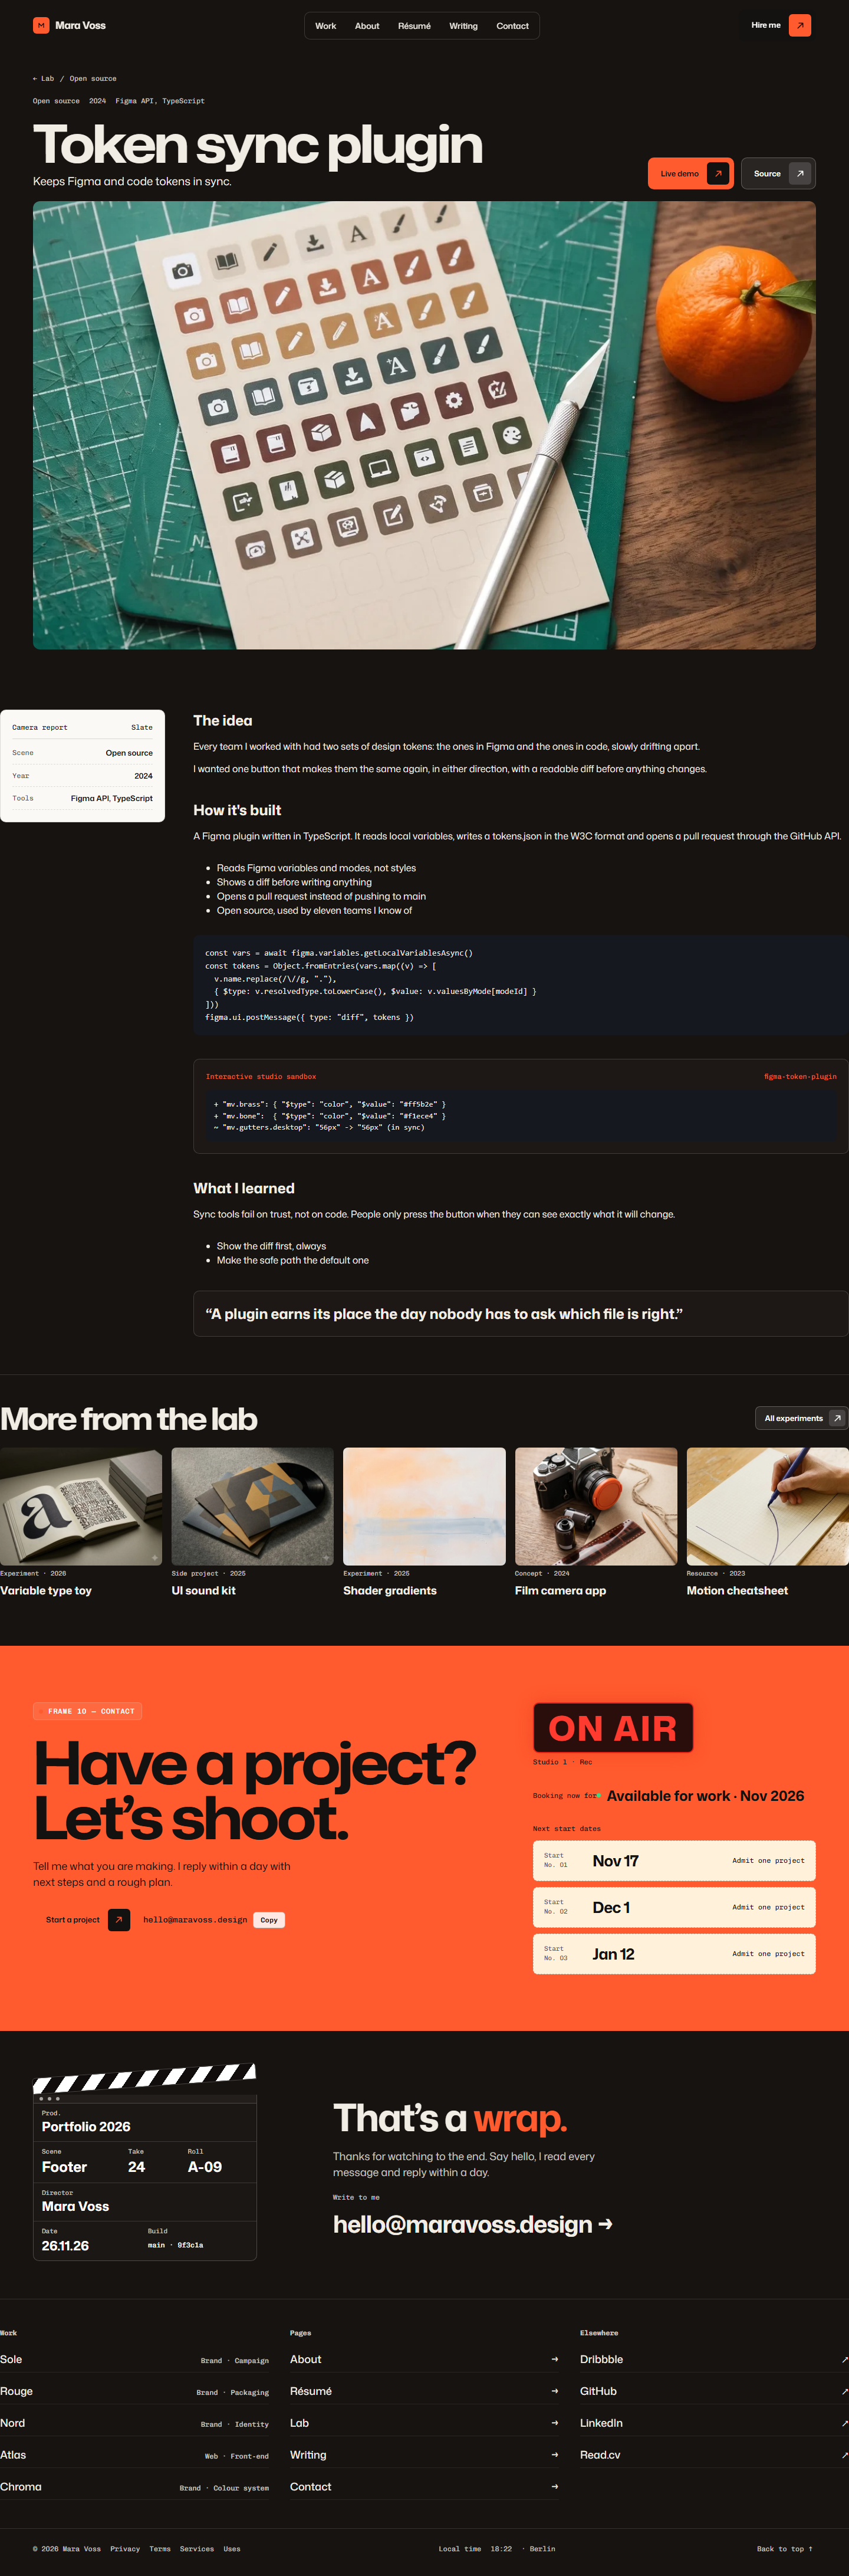 M Mara Voss
Work About Résumé Writing Contact
Hire me
← Lab / Open source
Open source 2024 Figma API, TypeScript
Token sync plugin
Keeps Figma and code tokens in sync.
Live demo
Source
Camera report Slate
Scene Open source
Year 2024
Tools Figma API, TypeScript
The idea
Every team I worked with had two sets of design tokens: the ones in Figma and the ones in code, slowly drifting apart.
I wanted one button that makes them the same again, in either direction, with a readable diff before anything changes.
How it's built
A Figma plugin written in TypeScript. It reads local variables, writes a tokens.json in the W3C format and opens a pull request through the GitHub API.
• Reads Figma variables and modes, not styles
• Shows a diff before writing anything
• Opens a pull request instead of pushing to main
• Open source, used by eleven teams I know of
const vars = await figma.variables.getLocalVariablesAsync()
const tokens = Object.fromEntries(vars.map((v) => [
v.name.replace(/\//g, "."),
{ $type: v.resolvedType.toLowerCase(), $value: v.valuesByMode[modeId] }
]))
figma.ui.postMessage({ type: "diff", tokens })
Interactive studio sandbox figma-token-plugin
+ "mv.brass": { "$type": "color", "$value": "#ff5b2e" }
+ "mv.bone": { "$type": "color", "$value": "#f1ece4" }
~ "mv.gutters.desktop": "56px" -> "56px" (in sync)
What I learned
Sync tools fail on trust, not on code. People only press the button when they can see exactly what it will change.
• Show the diff first, always
• Make the safe path the default one
“A plugin earns its place the day nobody has to ask which file is right.”
More from the lab
All experiments
Experiment · 2026
Variable type toy
Side project · 2025
UI sound kit
Experiment · 2025
Shader gradients
Concept · 2024
Film camera app
Resource · 2023
Motion cheatsheet
FRAME 10 — CONTACT
Have a project?
Let's shoot.
Tell me what you are making. I reply within a day with
next steps and a rough plan.
Start a project
hello@maravoss.design Copy
ON AIR
Studio 1 · Rec
Booking now for Available for work · Nov 2026
Next start dates
Start
No. 01
Nov 17
Admit one project
Start
No. 02
Dec 1
Admit one project
Start
No. 03
Jan 12
Admit one project
Prod.
Portfolio 2026
Scene Take Roll
Footer 24 A-09
Director
Mara Voss
Date Build
26.11.26 main · 9f3c1a
That's a wrap.
Thanks for watching to the end. Say hello, I read every
message and reply within a day.
Write to me
hello@maravoss.design →
Work
Sole Brand · Campaign
Rouge Brand · Packaging
Nord Brand · Identity
Atlas Web · Front-end
Chroma Brand · Colour system
Pages
About →
Résumé →
Lab →
Writing →
Contact →
Elsewhere
Dribbble ↗
GitHub ↗
LinkedIn ↗
Read.cv ↗
© 2026 Mara Voss Privacy Terms Services Uses
Local time 18:22 · Berlin
Back to top ↑